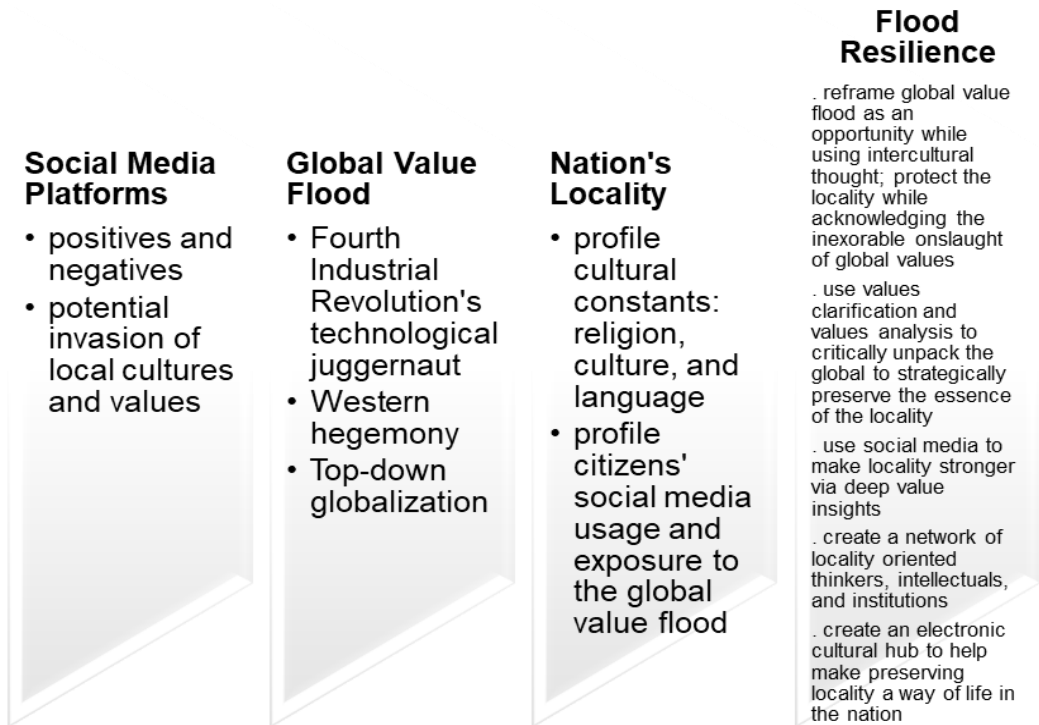 Social Media
Platforms
• positives and
negatives
• potential
invasion of
local cultures
and values
Global Value
Flood
• Fourth
Industrial
Revolution's
technological
juggernaut
• Western
hegemony
• Top-down
globalization
Nation's
Locality
• profile
cultural
constants:
religion,
culture, and
language
• profile
citizens'
social media
usage and
exposure to
the global
value flood
Flood
Resilience
. reframe global value
flood as an
opportunity while
using intercultural
thought; protect the
locality while
acknowledging the
inexorable onslaught
of global values
. use values
clarification and
values analysis to
critically unpack the
global to strategically
preserve the essence
of the locality
. use social media to
make locality stronger
via deep value
insights
. create a network of
locality oriented
thinkers, intellectuals,
and institutions
. create an electronic
cultural hub to help
make preserving
locality a way of life in
the nation